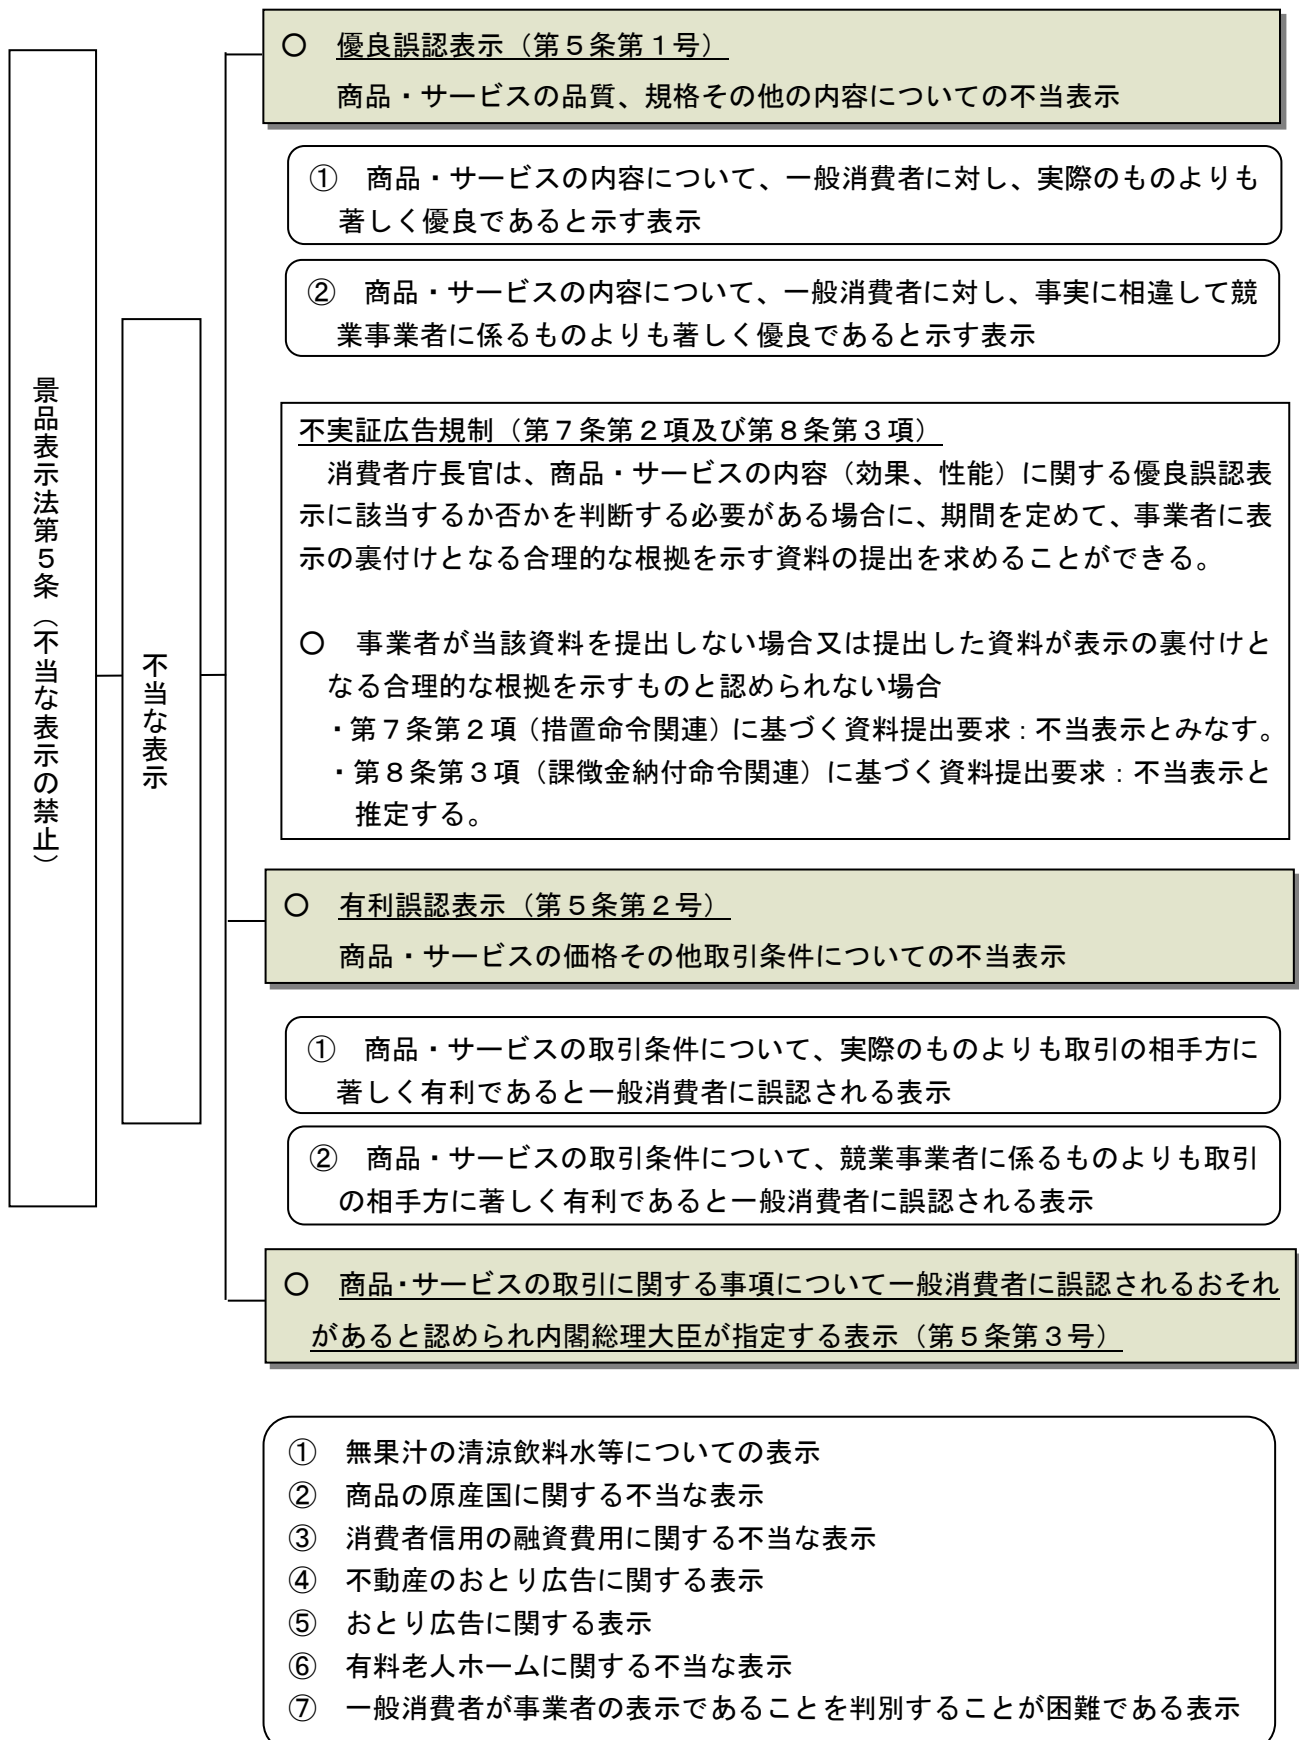 景品表示法第５条（不当な表示の禁止）
不当な表示
○　優良誤認表示（第５条第１号）
商品・サービスの品質、規格その他の内容についての不当表示
①　商品・サービスの内容について、一般消費者に対し、実際のものよりも
著しく優良であると示す表示
②　商品・サービスの内容について、一般消費者に対し、事実に相違して競
業事業者に係るものよりも著しく優良であると示す表示
不実証広告規制（第７条第２項及び第８条第３項）
消費者庁長官は、商品・サービスの内容（効果、性能）に関する優良誤認表
示に該当するか否かを判断する必要がある場合に、期間を定めて、事業者に表
示の裏付けとなる合理的な根拠を示す資料の提出を求めることができる。
○　事業者が当該資料を提出しない場合又は提出した資料が表示の裏付けと
なる合理的な根拠を示すものと認められない場合
・第７条第２項（措置命令関連）に基づく資料提出要求：不当表示とみなす。
・第８条第３項（課徴金納付命令関連）に基づく資料提出要求：不当表示と
推定する。
○　有利誤認表示（第５条第２号）
商品・サービスの価格その他取引条件についての不当表示
①　商品・サービスの取引条件について、実際のものよりも取引の相手方に
著しく有利であると一般消費者に誤認される表示
②　商品・サービスの取引条件について、競業事業者に係るものよりも取引
の相手方に著しく有利であると一般消費者に誤認される表示
○　商品・サービスの取引に関する事項について一般消費者に誤認されるおそれ
があると認められ内閣総理大臣が指定する表示（第５条第３号）
①　無果汁の清涼飲料水等についての表示
②　商品の原産国に関する不当な表示
③　消費者信用の融資費用に関する不当な表示
④　不動産のおとり広告に関する表示
⑤　おとり広告に関する表示
⑥　有料老人ホームに関する不当な表示
⑦　一般消費者が事業者の表示であることを判別することが困難である表示